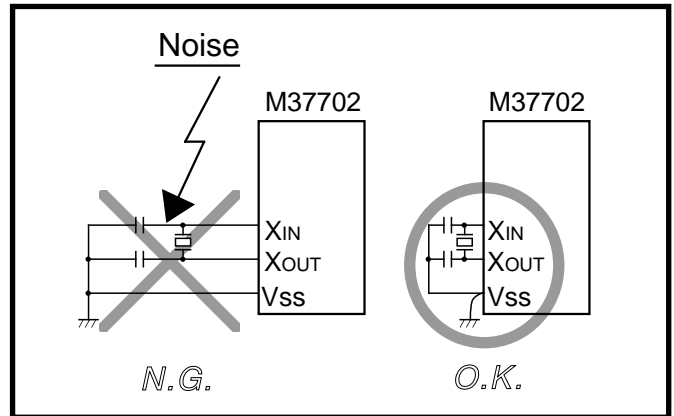 Noise
M37702
M37702
XIN
XOUT
Vss
XIN
XOUT
Vss
N.G.
O.K.